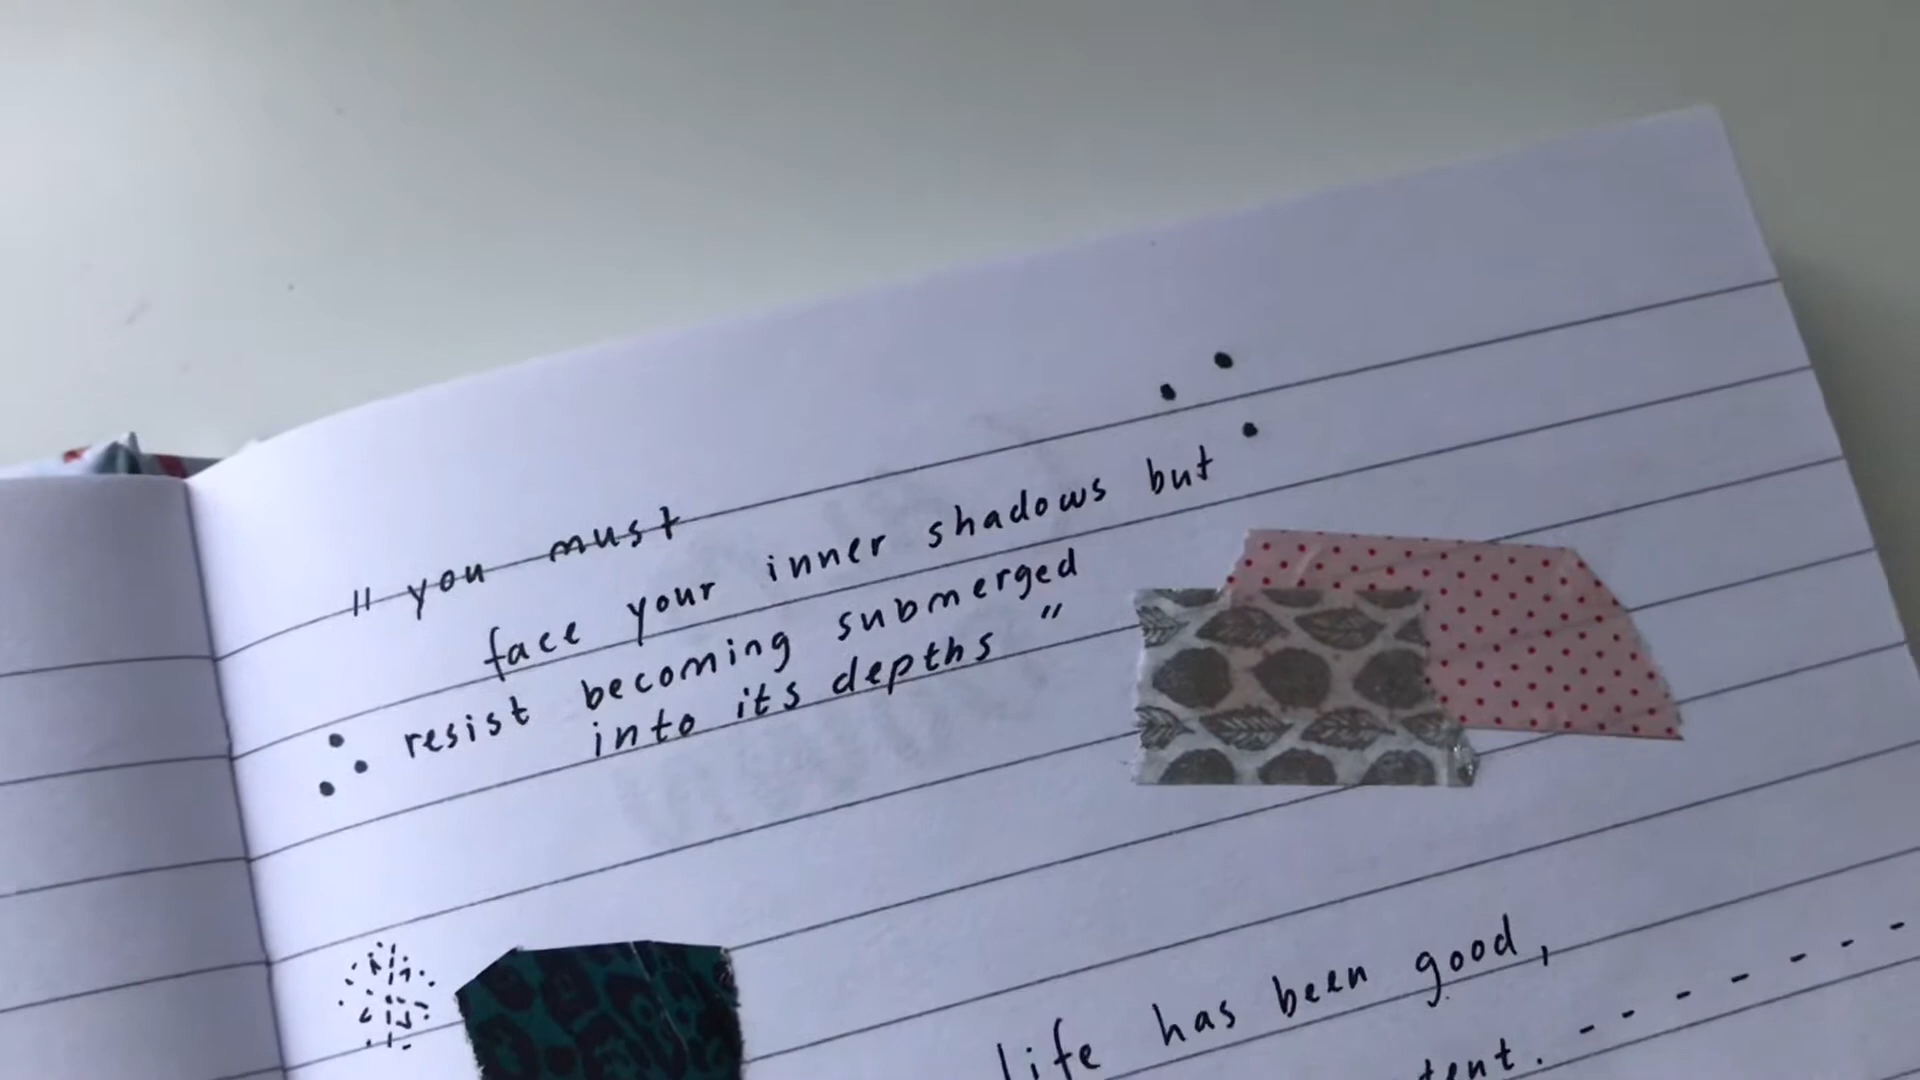 " you must
face your inner shadows but
resist becoming submerged
into its depths "
life has been good,